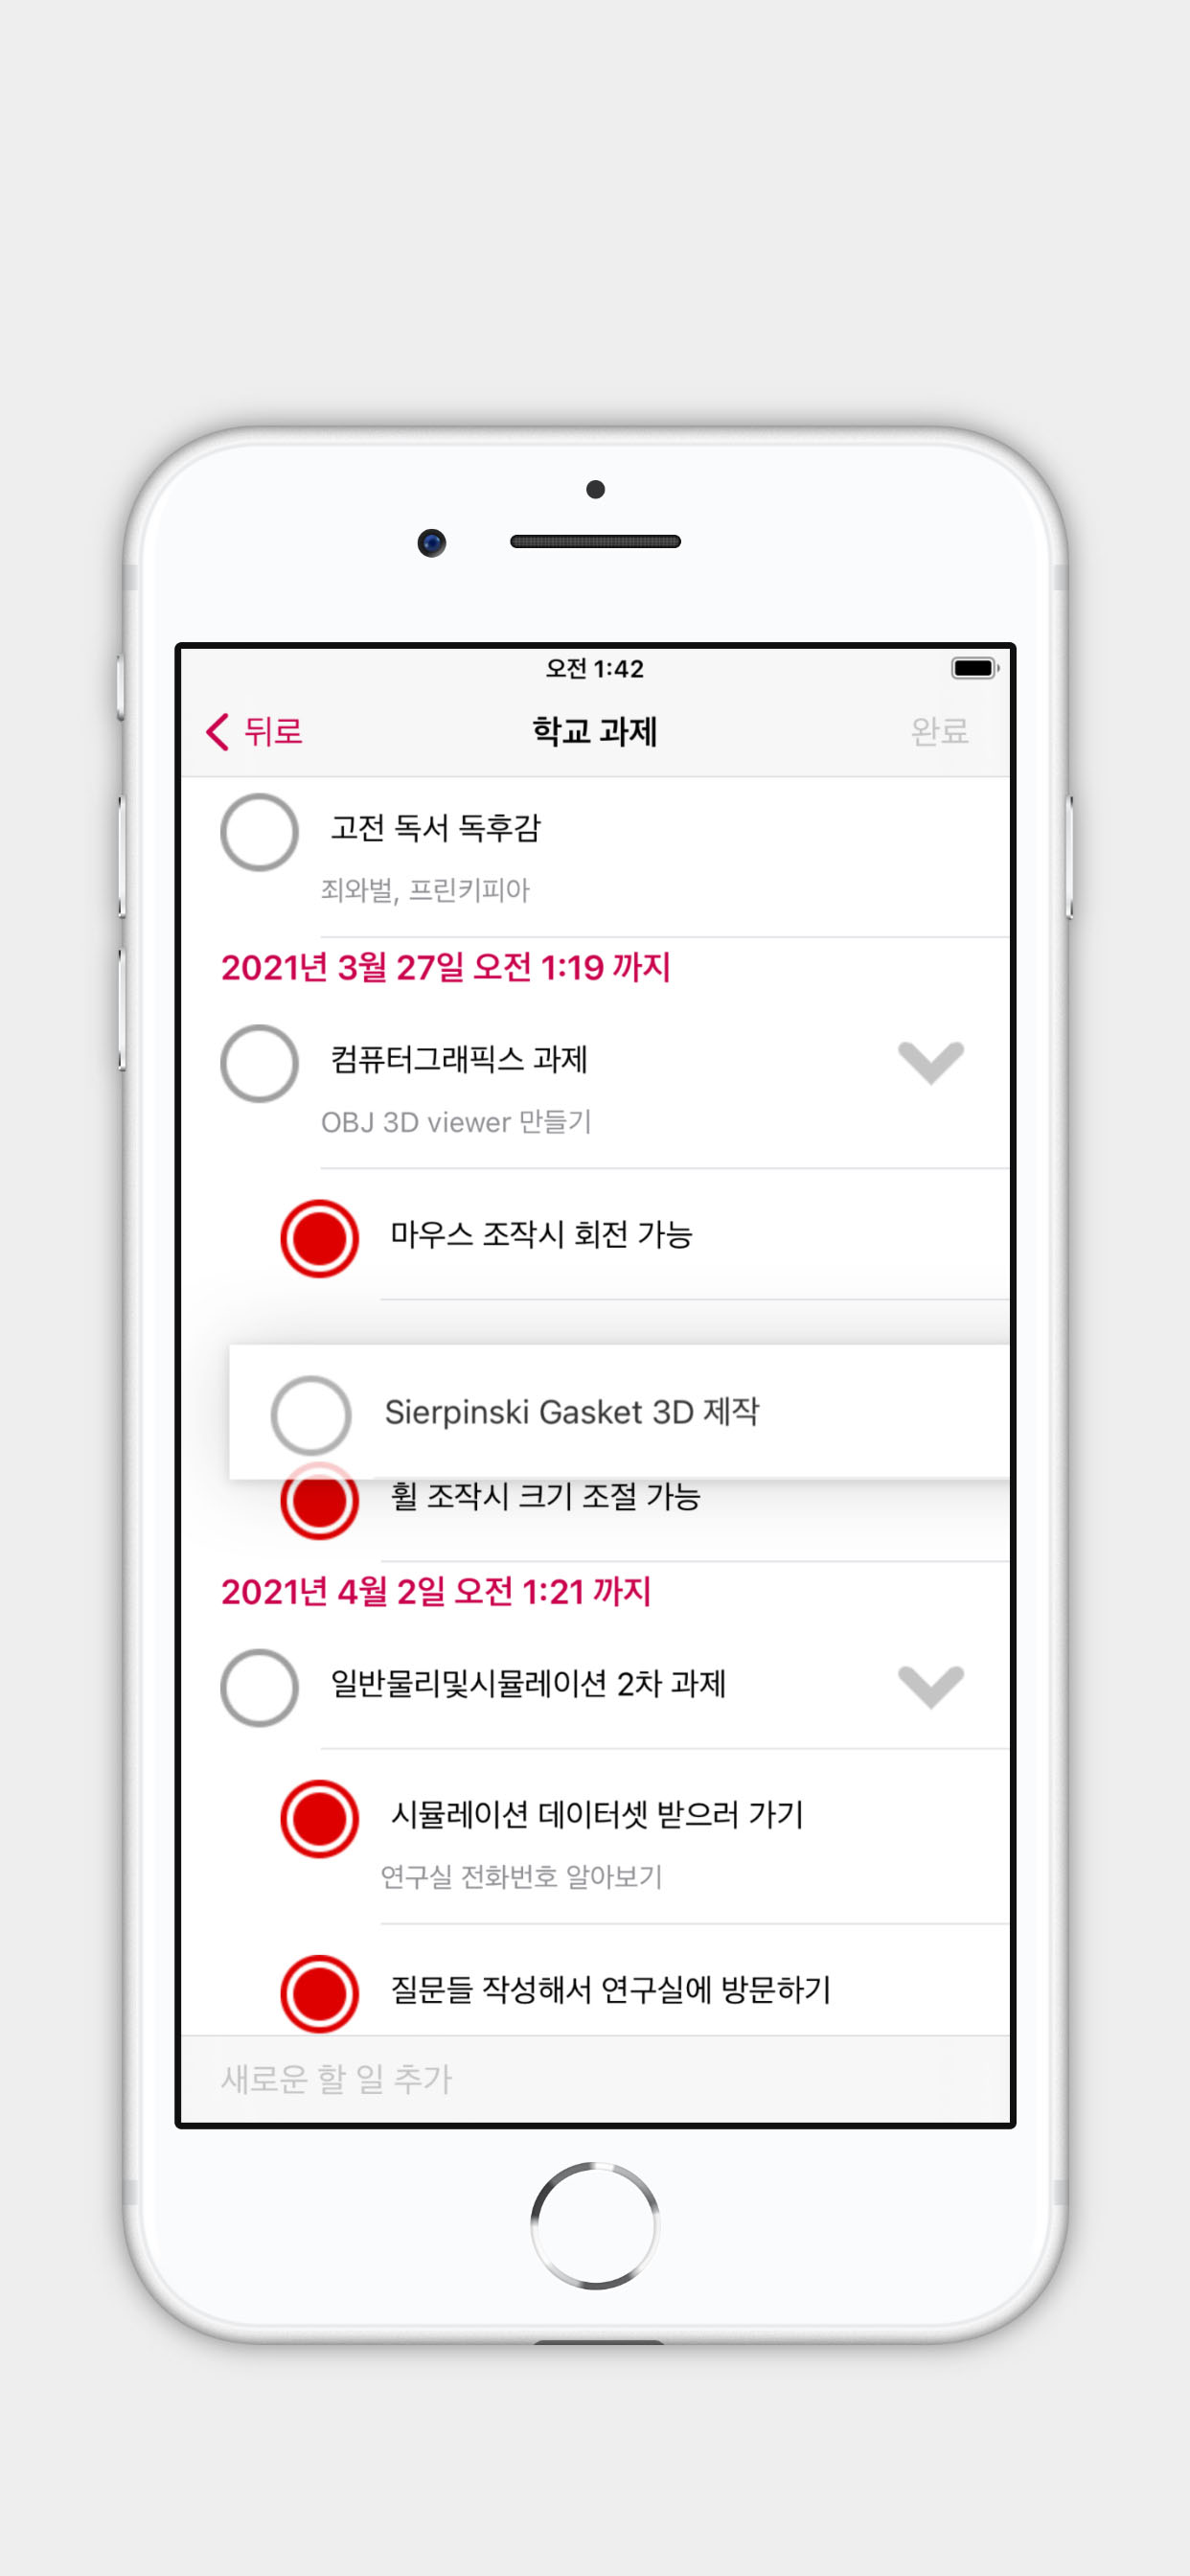 오전 1:42
뒤로
학교 과제
완료
고전 독서 독후감
죄와벌, 프린키피아
2021년 3월 27일 오전 1:19 까지
컴퓨터그래픽스 과제
OBJ 3D viewer 만들기
마우스 조작시 회전 가능
Sierpinski Gasket 3D 제작
휠 조작시 크기 조절 가능
2021년 4월 2일 오전 1:21 까지
일반물리및시뮬레이션 2차 과제
시뮬레이션 데이터셋 받으러 가기
연구실 전화번호 알아보기
질문들 작성해서 연구실에 방문하기
새로운 할 일 추가